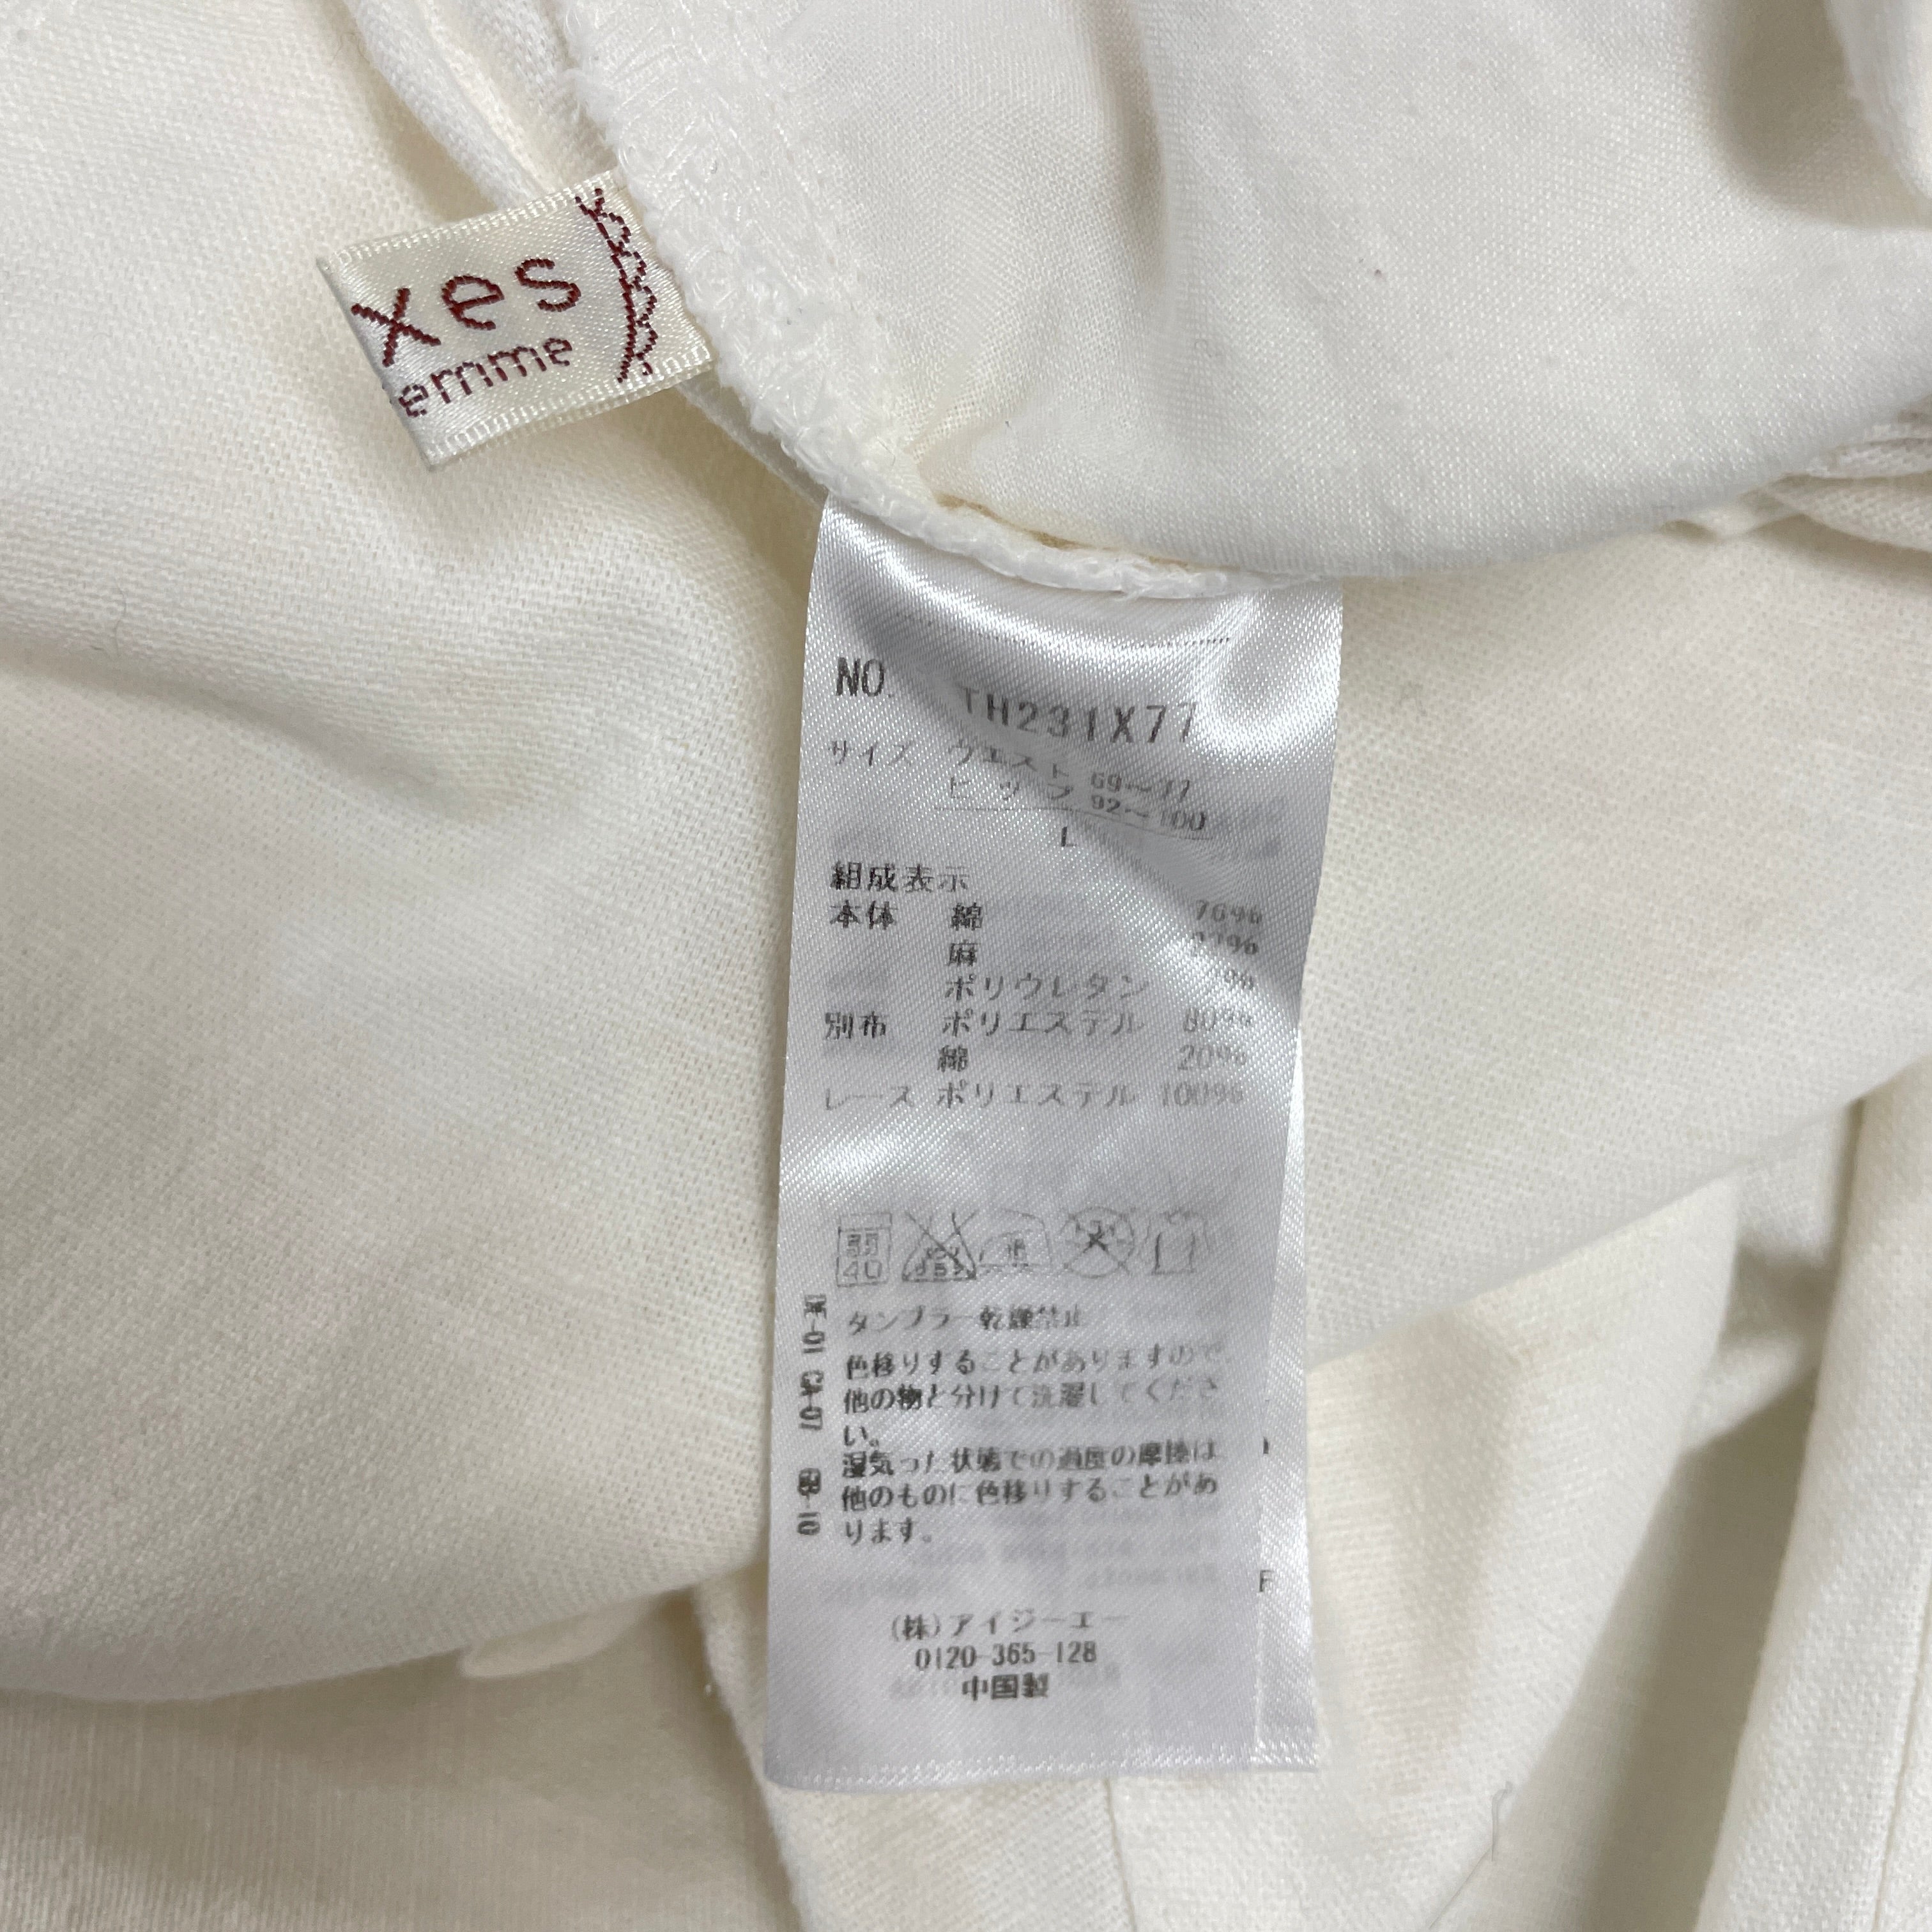 xes
emme
NO. TH231X77
サイズ ウエスト 69〜77
ヒップ 92〜100
L
組成表示
本体 綿 76%
麻
ポリウレタン %
別布 ポリエステル 80%
綿 20%
レース ポリエステル 100%
40
タンブラー乾燥禁止
色移りすることがありますので、
他の物と分けて洗濯してくださ
い。
湿気った状態での過度の摩擦は
他のものに色移りすることがあ
ります。
CA-07
(株)アイジーエー
0120-365-128
中国製